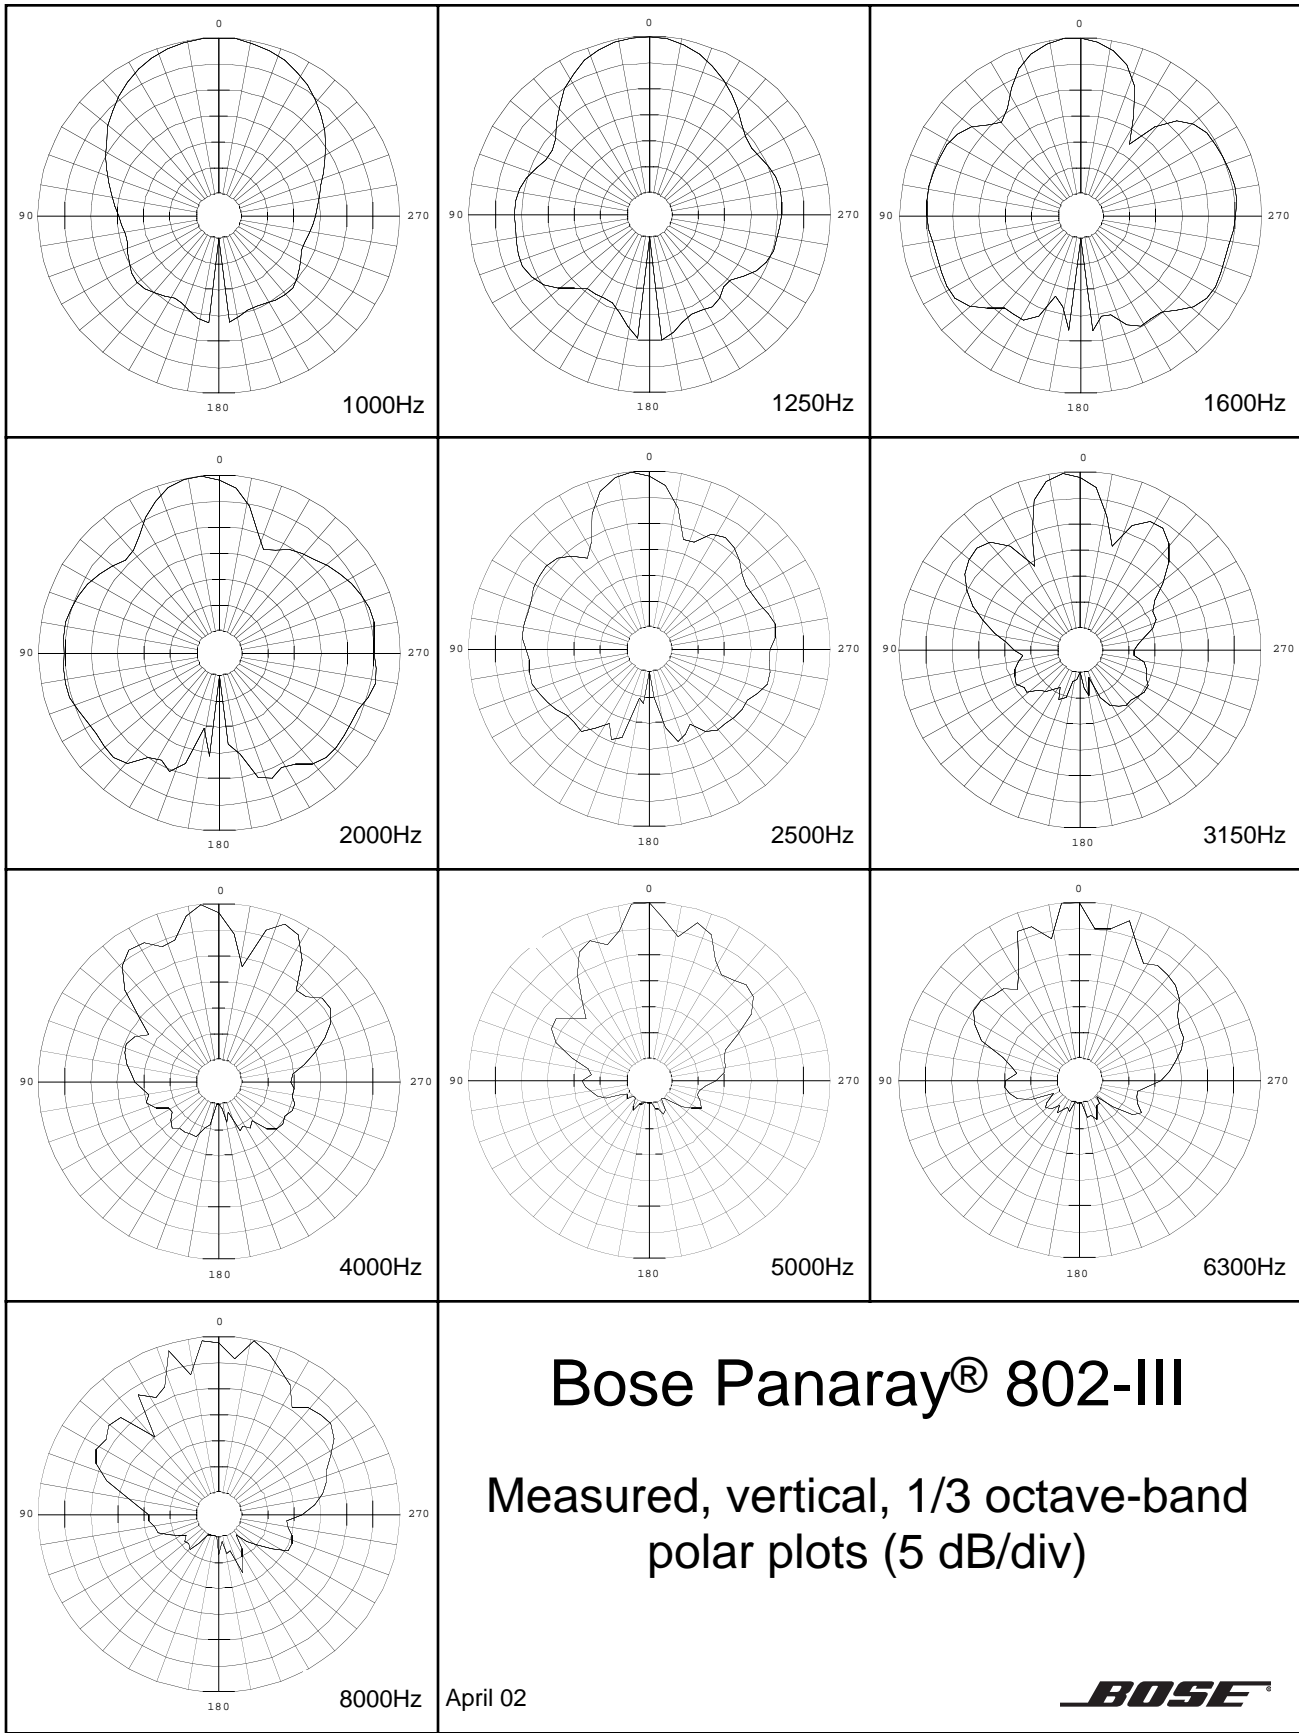 0
0
0
90
270
90
270
90
270
180
1000Hz
180
1250Hz
180
1600Hz
0
0
0
90
270
90
270
90
270
180
2000Hz
180
2500Hz
180
3150Hz
0
0
0
90
270
90
270
90
270
180
4000Hz
180
5000Hz
180
6300Hz
0
90
270
180
8000Hz
Bose Panaray® 802-III
Measured, vertical, 1/3 octave-band
polar plots (5 dB/div)
April 02
BOSE®